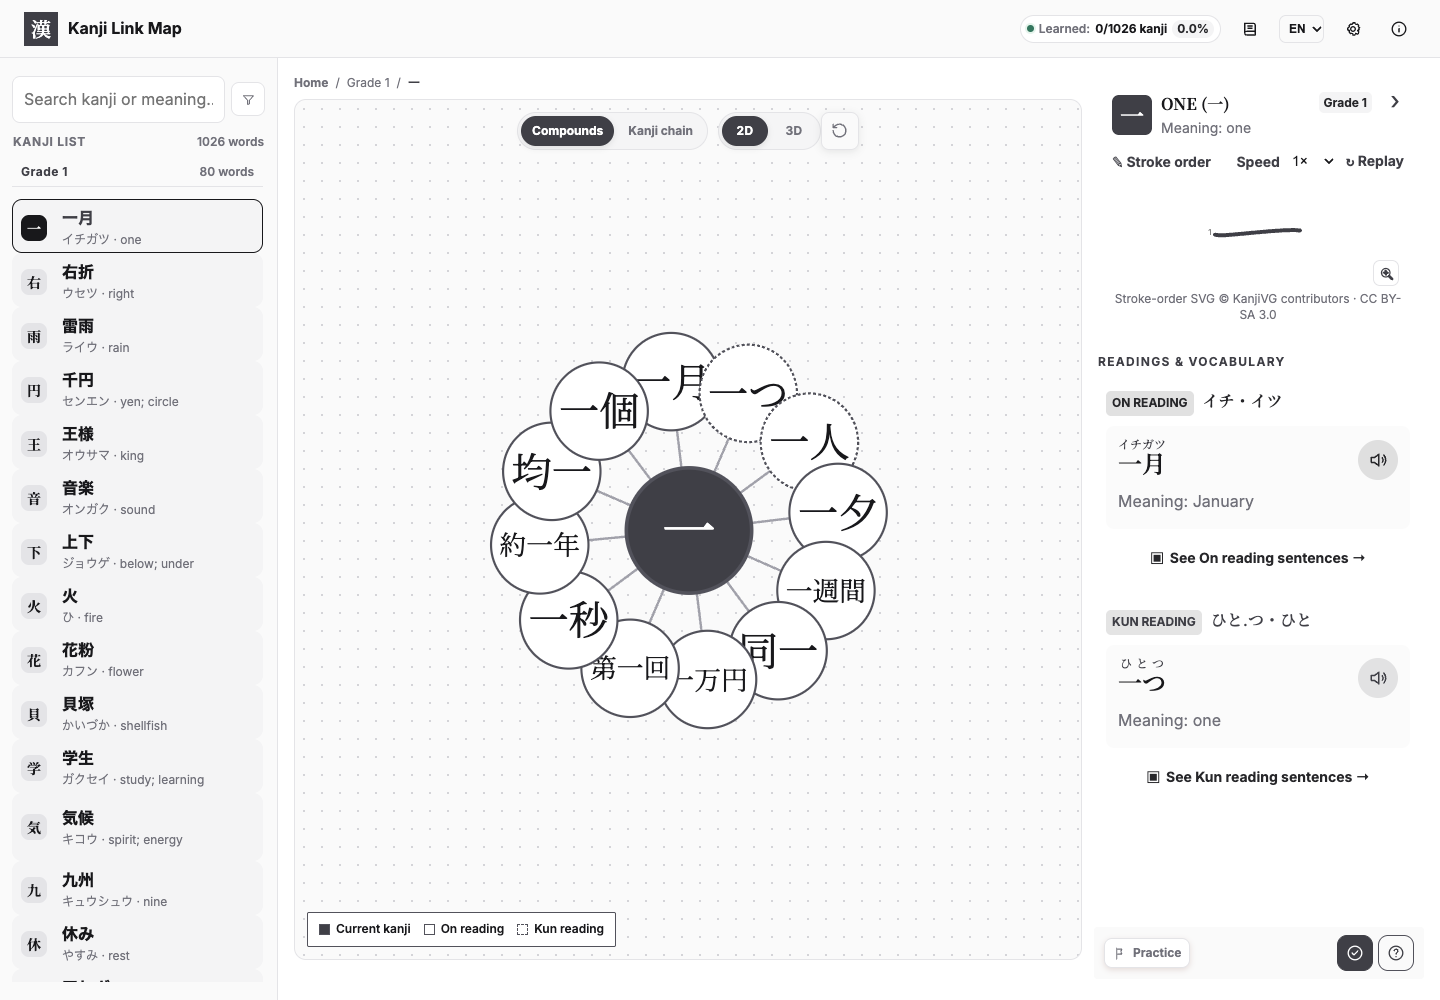 漢 Kanji Link Map
Learned: 0/1026 kanji 0.0%
EN
Search kanji or meaning..
KANJI LIST 1026 words
Grade 1 80 words
一 一月
イチガツ · one
右 右折
ウセツ · right
雨 雷雨
ライウ · rain
円 千円
センエン · yen; circle
王 王様
オウサマ · king
音 音楽
オンガク · sound
下 上下
ジョウゲ · below; under
火 火
ひ · fire
花 花粉
カフン · flower
貝 貝塚
かいづか · shellfish
学 学生
ガクセイ · study; learning
気 気候
キコウ · spirit; energy
九 九州
キュウシュウ · nine
休 休み
やすみ · rest
Home / Grade 1 / 一
Compounds Kanji chain 2D 3D
一月
一つ
一個
一人
均一
一夕
一
約一年
一週間
一秒
同一
第一回
一万円
Current kanji On reading Kun reading
一 ONE (一) Grade 1
Meaning: one
Stroke order Speed 1× Replay
1
Stroke-order SVG © KanjiVG contributors · CC BY-
SA 3.0
READINGS & VOCABULARY
ON READING イチ・イツ
イチガツ
一月
Meaning: January
See On reading sentences →
KUN READING ひと.つ・ひと
ひとつ
一つ
Meaning: one
See Kun reading sentences →
Practice